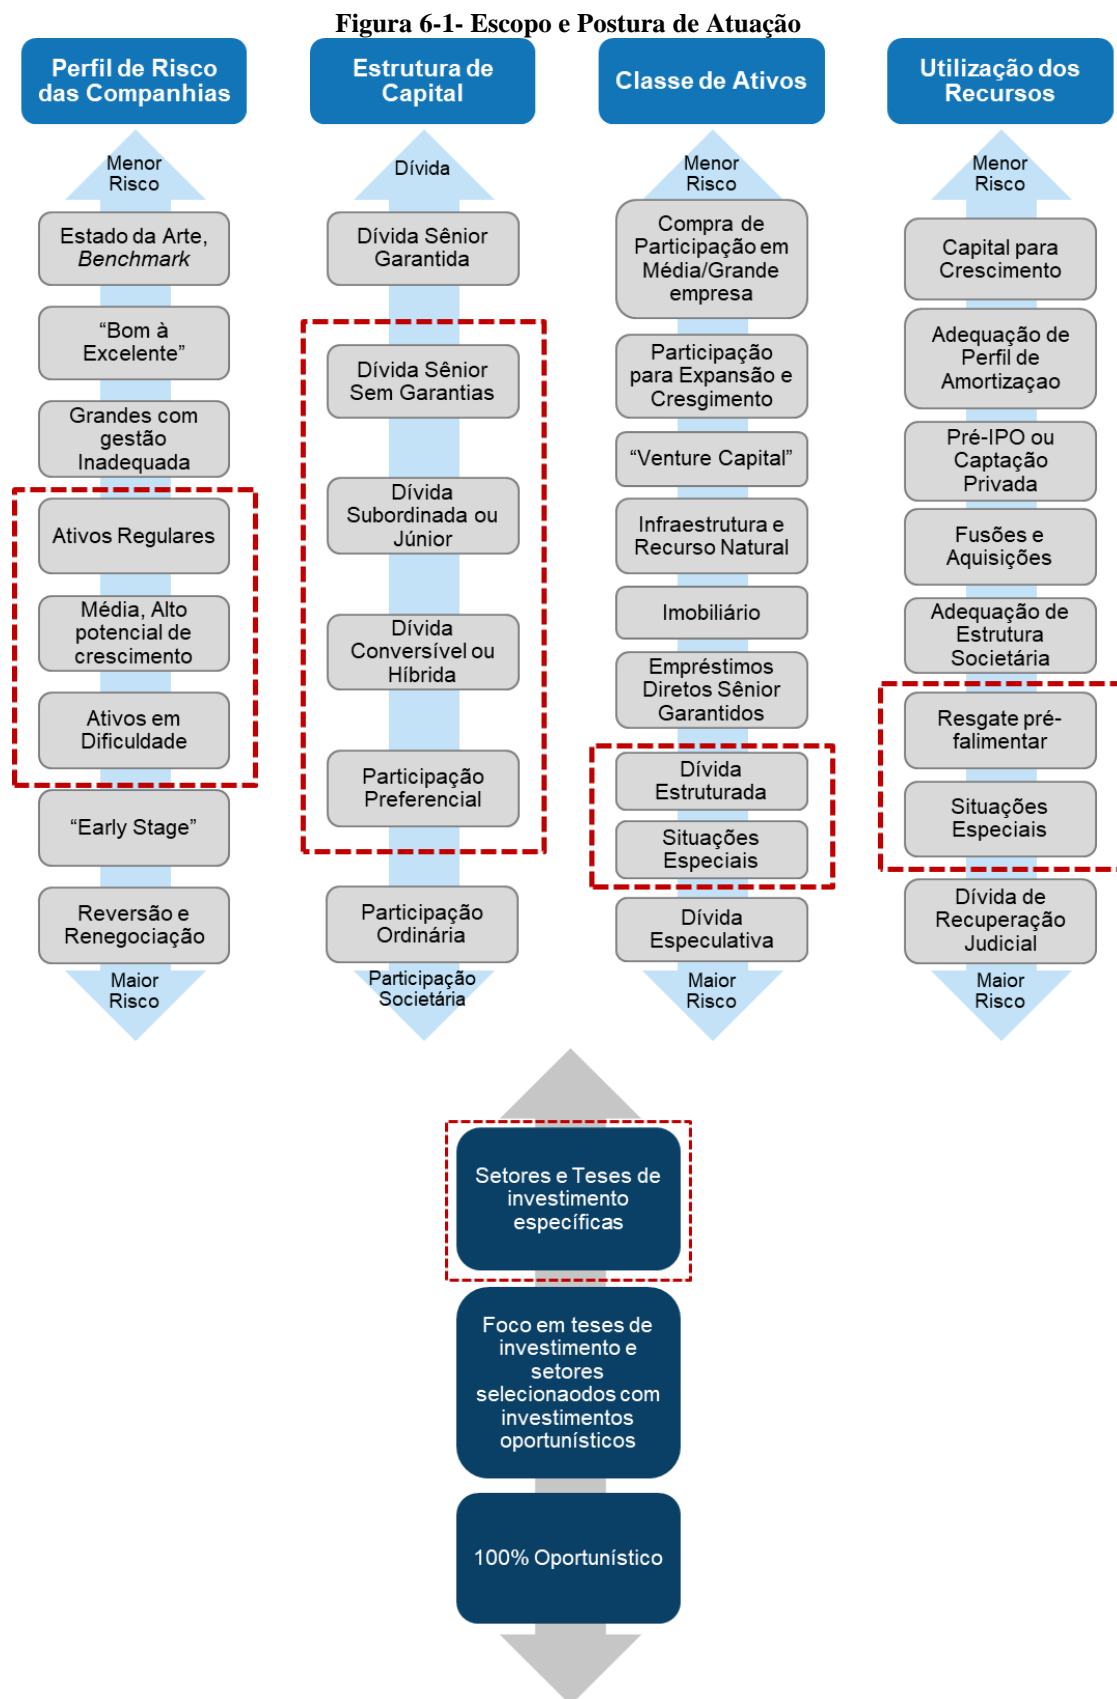 Figura 6-1- Escopo e Postura de Atuação
Perfil de Risco
das Companhias
Menor
Risco
Estado da Arte,
Benchmark
“Bom à
Excelente”
Grandes com
gestão
Inadequada
Ativos Regulares
Média, Alto
potencial de
crescimento
Ativos em
Dificuldade
“Early Stage”
Reversão e
Renegociação
Maior
Risco
Estrutura de
Capital
Dívida
Dívida Sênior
Garantida
Dívida Sênior
Sem Garantias
Dívida
Subordinada ou
Júnior
Dívida
Conversível ou
Híbrida
Participação
Preferencial
Participação
Ordinária
Participação
Societária
Classe de Ativos
Menor
Risco
Compra de
Participação em
Média/Grande
empresa
Participação
para Expansão e
Cresgimento
“Venture Capital”
Infraestrutura e
Recurso Natural
Imobiliário
Empréstimos
Diretos Sênior
Garantidos
Dívida
Estruturada
Situações
Especiais
Dívida
Especulativa
Maior
Risco
Utilização dos
Recursos
Menor
Risco
Capital para
Crescimento
Adequação de
Perfil de
Amortizaçao
Pré-IPO ou
Captação
Privada
Fusões e
Aquisições
Adequação de
Estrutura
Societária
Resgate pré-
falimentar
Situações
Especiais
Dívida de
Recuperação
Judicial
Maior
Risco
Setores e Teses de
investimento
específicas
Foco em teses de
investimento e
setores
selecionaodos com
investimentos
oportunísticos
100% Oportunístico